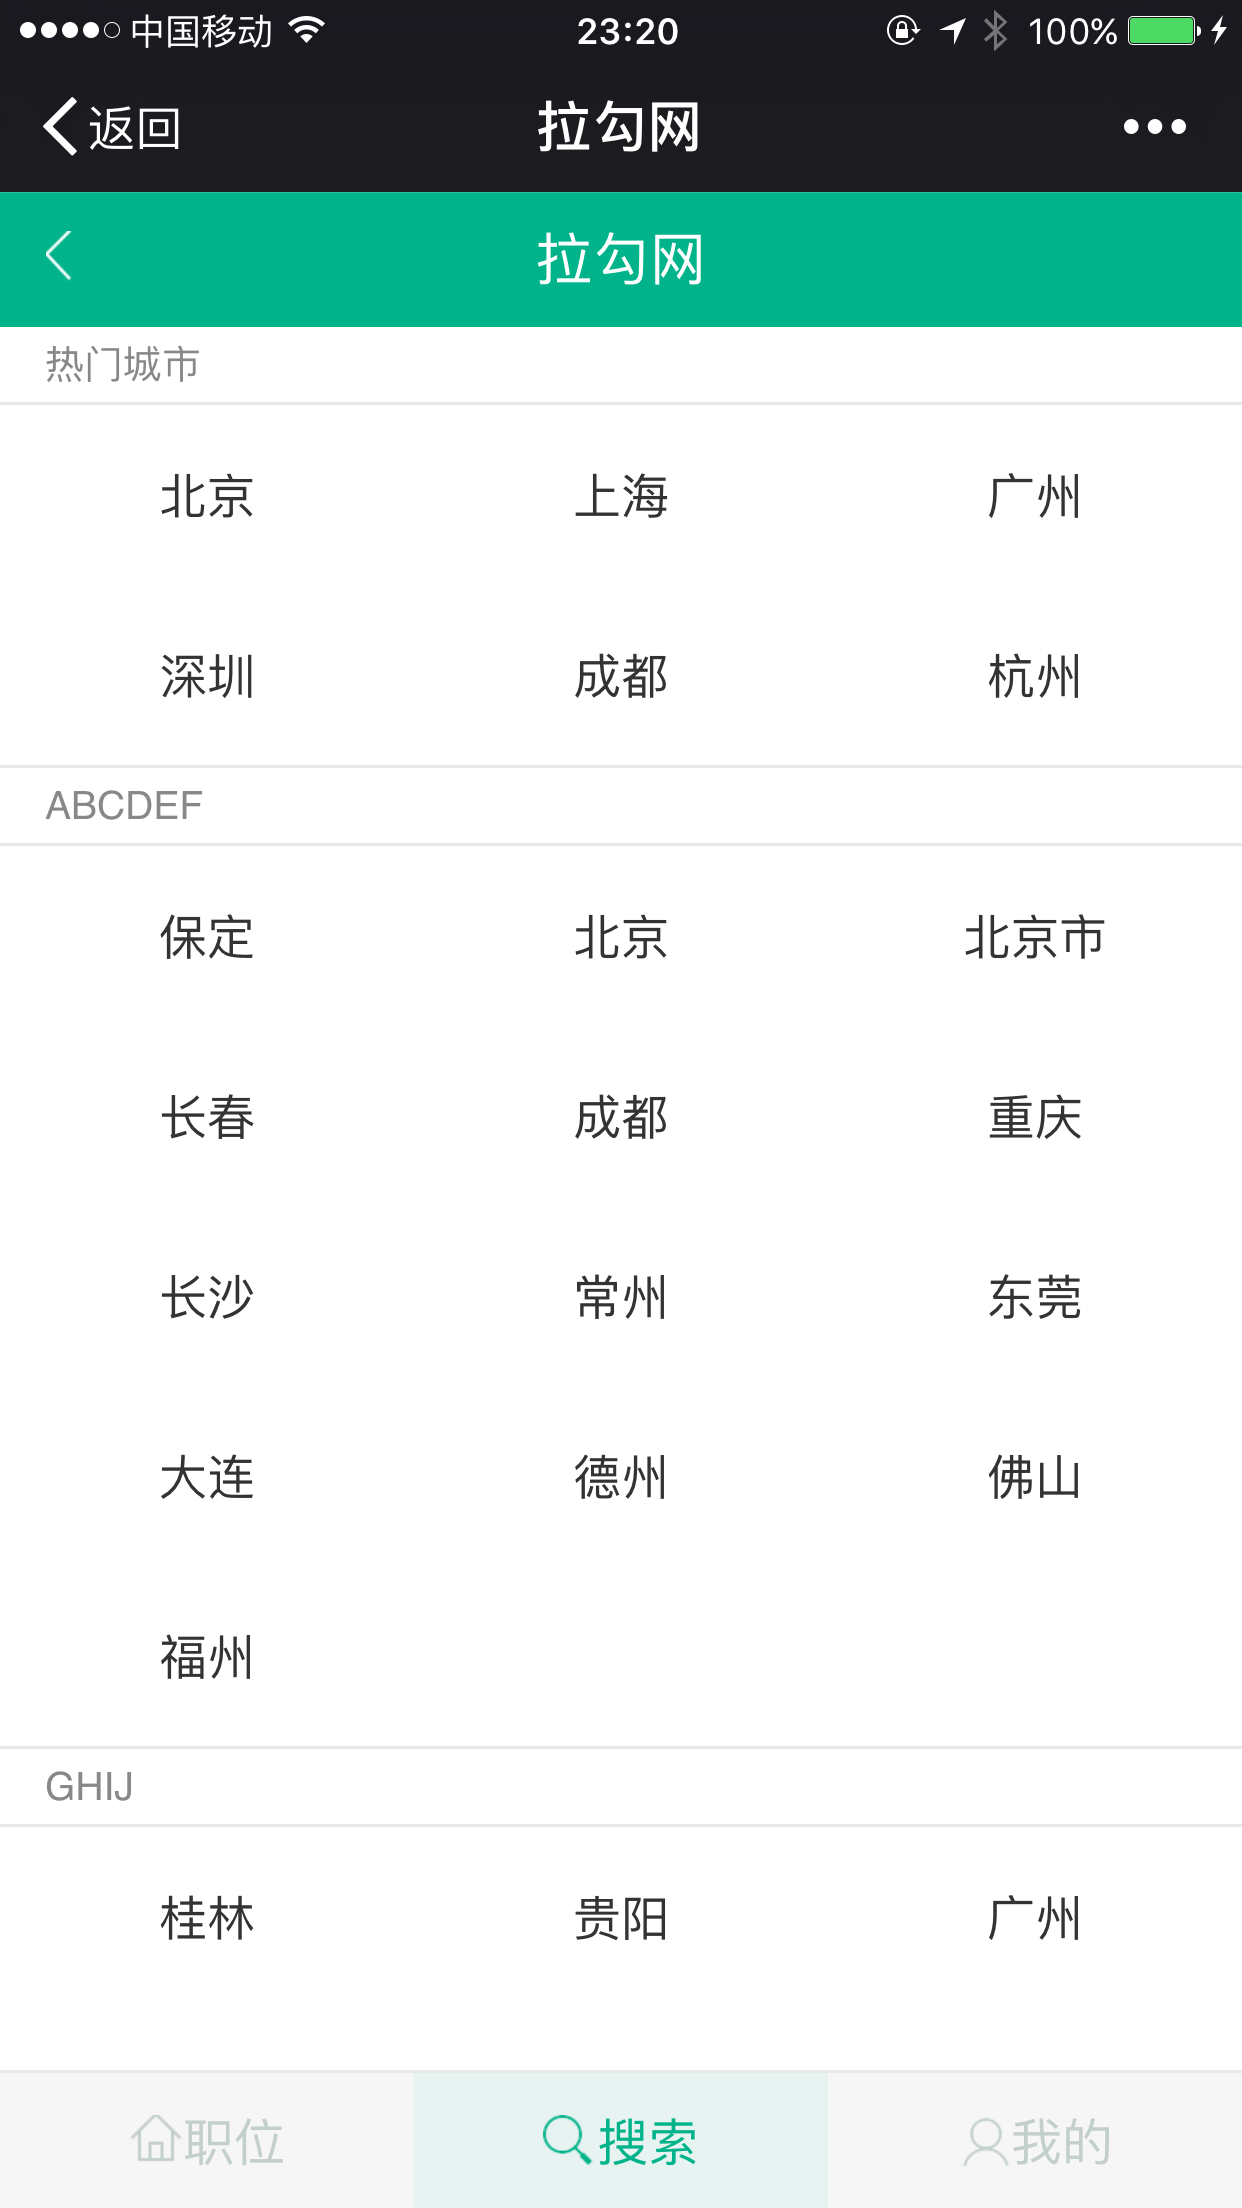 中国移动 23:20 100%
返回 拉勾网
拉勾网
热门城市
北京 上海 广州
深圳 成都 杭州
ABCDEF
保定 北京 北京市
长春 成都 重庆
长沙 常州 东莞
大连 德州 佛山
福州
GHIJ
桂林 贵阳 广州
职位 搜索 我的